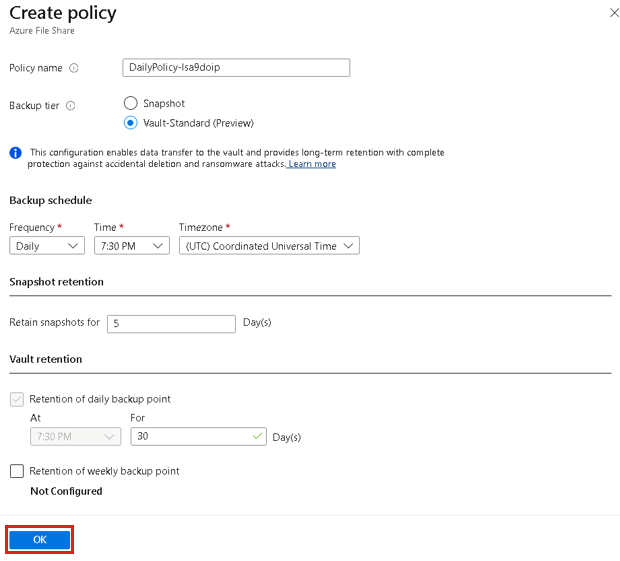 Create policy
Azure File Share
Policy name
DailyPolicy-lsa9doip
Backup tier
Snapshot
Vault-Standard (Preview)
This configuration enables data transfer to the vault and provides long-term retention with complete
protection against accidental deletion and ransomware attacks. Learn more
Backup schedule
Frequency * Time * Timezone *
Daily 7:30 PM (UTC) Coordinated Universal Time
Snapshot retention
Retain snapshots for 5 Day(s)
Vault retention
Retention of daily backup point
At For
7:30 PM 30 Day(s)
Retention of weekly backup point
Not Configured
OK